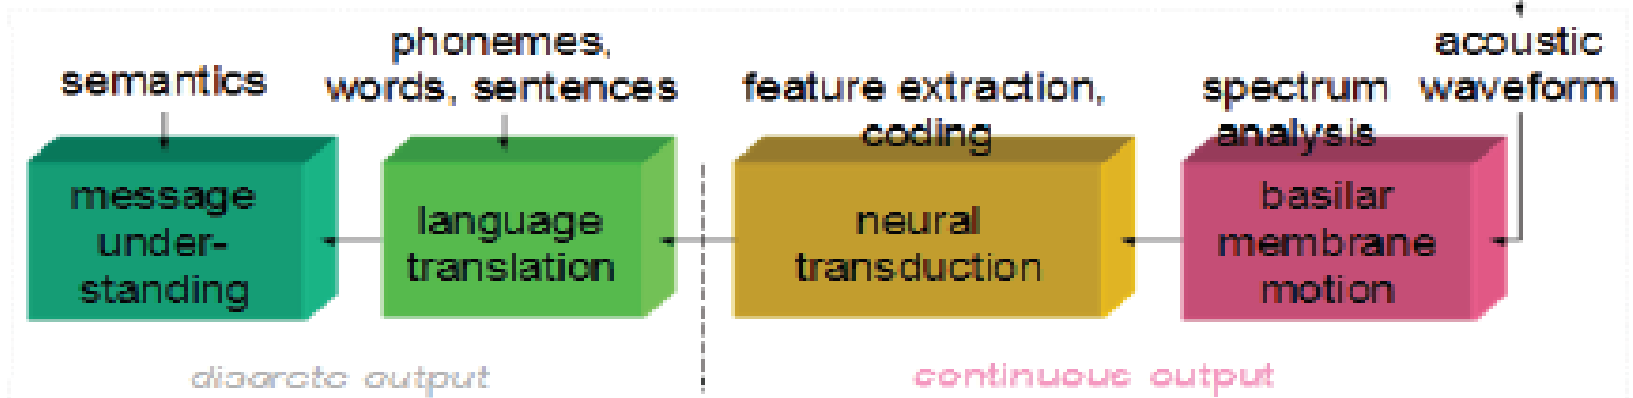 semantics
phonemes,
words, sentences
feature extraction,
coding
spectrum
analysis
acoustic
waveform
message
under-
standing
language
translation
neural
transduction
basilar
membrane
motion
discrete output
continuous output